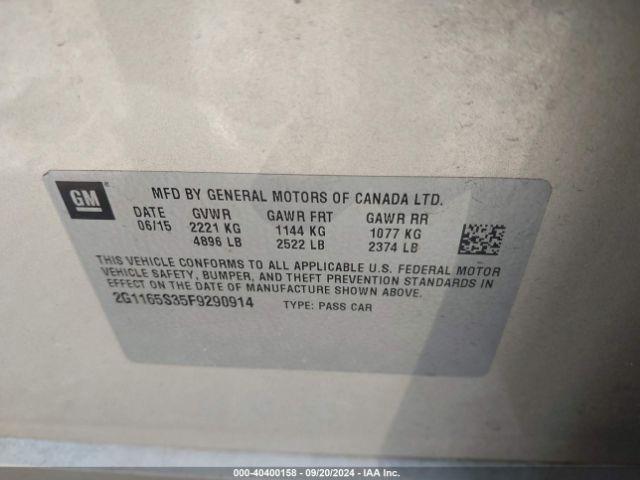 GM
MFD BY GENERAL MOTORS OF CANADA LTD.
DATE GVWR GAWR FRT GAWR RR
06/15 2221 KG 1144 KG 1077 KG
4896 LB 2522 LB 2374 LB
THIS VEHICLE CONFORMS TO ALL APPLICABLE U.S. FEDERAL MOTOR
VEHICLE SAFETY, BUMPER, AND THEFT PREVENTION STANDARDS IN
EFFECT ON THE DATE OF MANUFACTURE SHOWN ABOVE.
2G1165S35F9290914 TYPE: PASS CAR
000-40400158 - 09/20/2024 - IAA Inc.